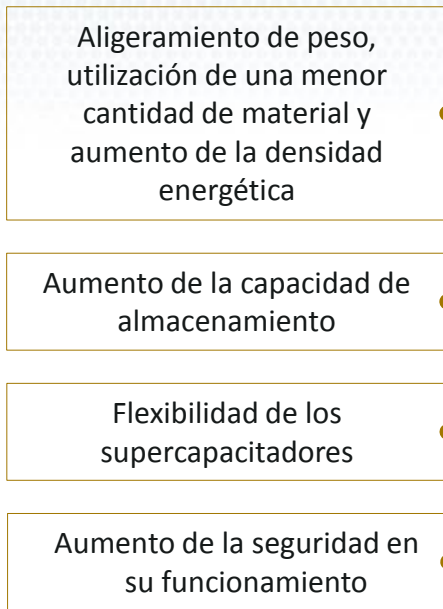 Aligeramiento de peso,
utilización de una menor
cantidad de material y
aumento de la densidad
energética
Aumento de la capacidad de
almacenamiento
Flexibilidad de los
supercapacitadores
Aumento de la seguridad en
su funcionamiento